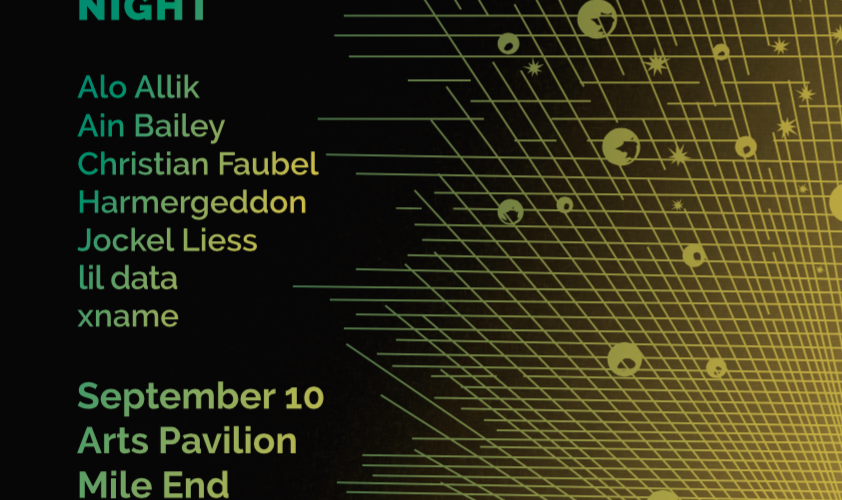 NIGHT
Alo Allik
Ain Bailey
Christian Faubel
Harmergeddon
Jockel Liess
lil data
xname
September 10
Arts Pavilion
Mile End